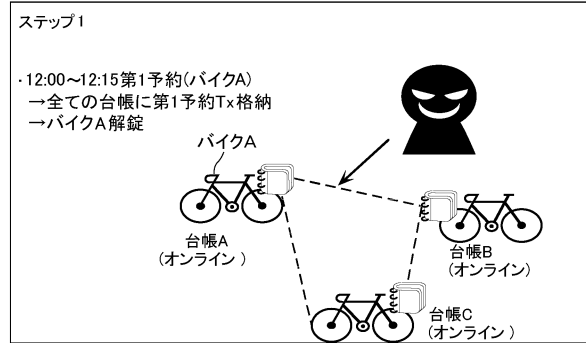 ステップ1
・12:00~12:15第1予約(バイクA)
→全ての台帳に第1予約Tx格納
→バイクA解錠
バイクA
台帳A
(オンライン)
台帳B
(オンライン)
台帳C
(オンライン)